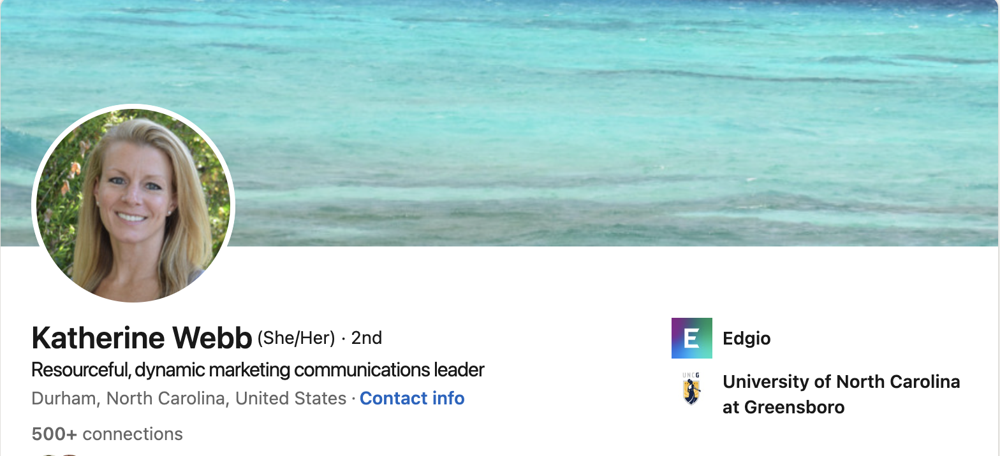 Katherine Webb (She/Her) · 2nd
Resourceful, dynamic marketing communications leader
Durham, North Carolina, United States · Contact info
500+ connections
E Edgio
UNCG
University of North Carolina
at Greensboro